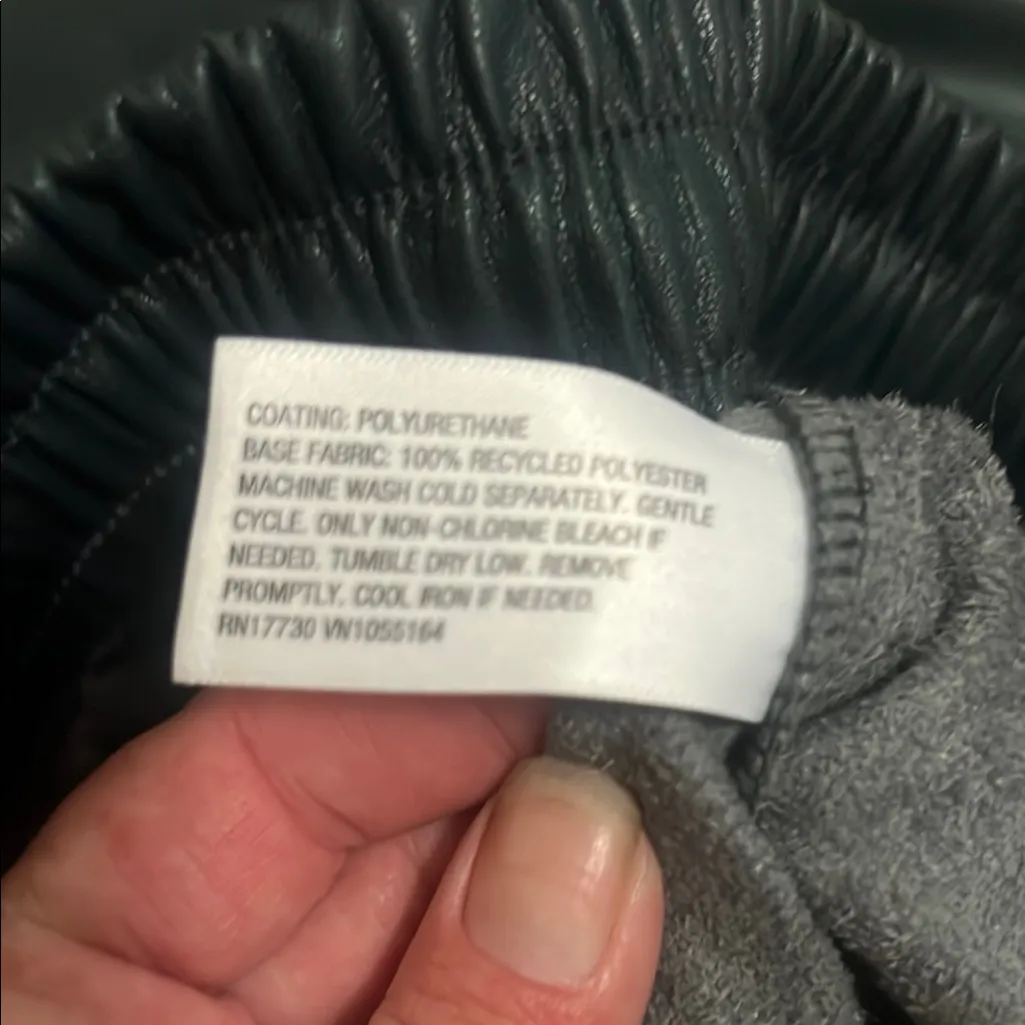 COATING: POLYURETHANE
BASE FABRIC: 100% RECYCLED POLYESTER
MACHINE WASH COLD SEPARATELY. GENTLE
CYCLE. ONLY NON-CHLORINE BLEACH IF
NEEDED. TUMBLE DRY LOW. REMOVE
PROMPTLY. COOL IRON IF NEEDED.
RN17730 VN1055164